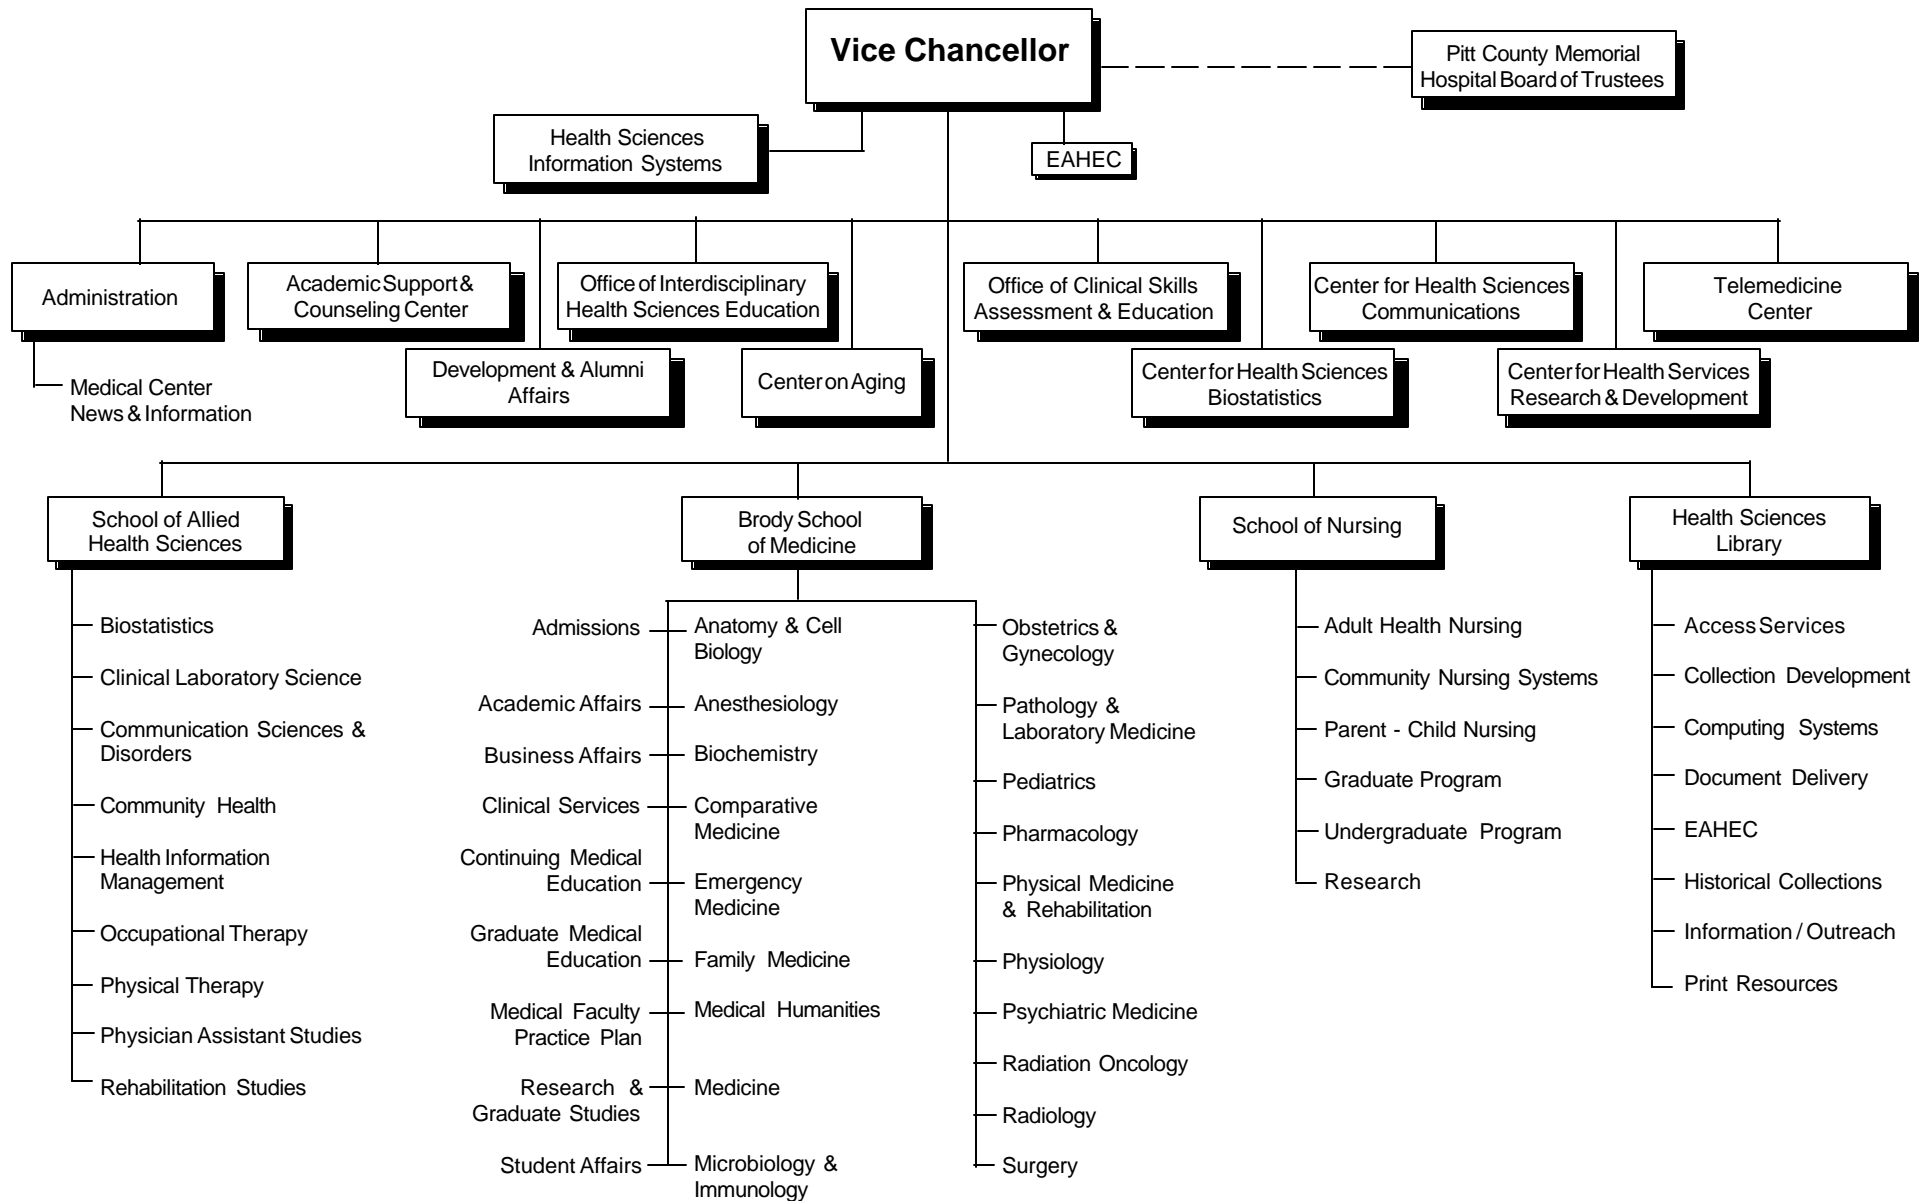 Vice Chancellor
Pitt County Memorial
Hospital Board of Trustees
Health Sciences
Information Systems
EAHEC
Administration
Medical Center
News & Information
Academic Support &
Counseling Center
Development & Alumni
Affairs
Office of Interdisciplinary
Health Sciences Education
Center on Aging
Office of Clinical Skills
Assessment & Education
Center for Health Sciences
Biostatistics
Center for Health Sciences
Communications
Center for Health Services
Research & Development
Telemedicine
Center
School of Allied
Health Sciences
Biostatistics
Clinical Laboratory Science
Communication Sciences &
Disorders
Community Health
Health Information
Management
Occupational Therapy
Physical Therapy
Physician Assistant Studies
Rehabilitation Studies
Brody School
of Medicine
Admissions
Academic Affairs
Business Affairs
Clinical Services
Continuing Medical
Education
Graduate Medical
Education
Medical Faculty
Practice Plan
Research &
Graduate Studies
Student Affairs
Anatomy & Cell
Biology
Anesthesiology
Biochemistry
Comparative
Medicine
Emergency
Medicine
Family Medicine
Medical Humanities
Medicine
Microbiology &
Immunology
Obstetrics &
Gynecology
Pathology &
Laboratory Medicine
Pediatrics
Pharmacology
Physical Medicine
& Rehabilitation
Physiology
Psychiatric Medicine
Radiation Oncology
Radiology
Surgery
School of Nursing
Adult Health Nursing
Community Nursing Systems
Parent - Child Nursing
Graduate Program
Undergraduate Program
Research
Health Sciences
Library
Access Services
Collection Development
Computing Systems
Document Delivery
EAHEC
Historical Collections
Information / Outreach
Print Resources